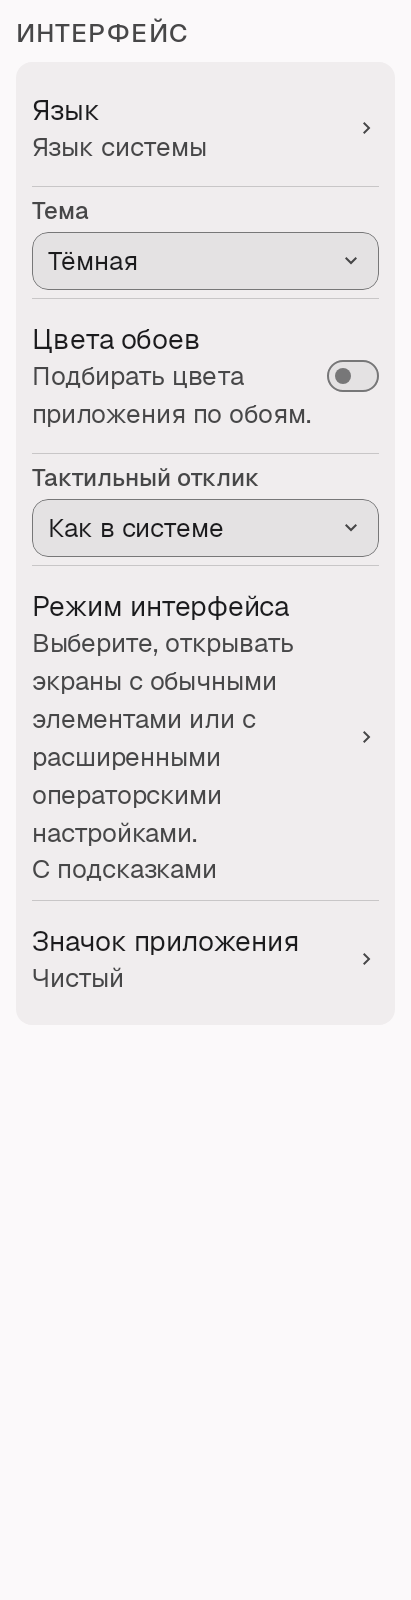 ИНТЕРФЕЙС
Язык
Язык системы
Тема
Тёмная
Цвета обоев
Подбирать цвета
приложения по обоям.
Тактильный отклик
Как в системе
Режим интерфейса
Выберите, открывать
экраны с обычными
элементами или с
расширенными
операторскими
настройками.
С подсказками
Значок приложения
Чистый